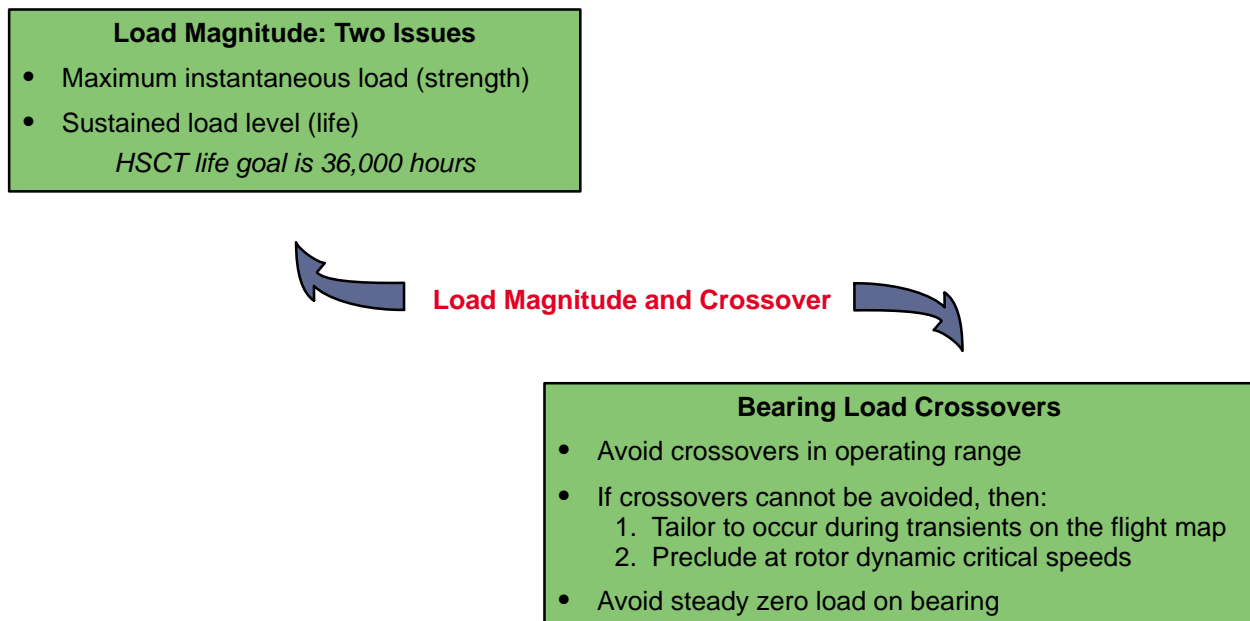 Load Magnitude: Two Issues
• Maximum instantaneous load (strength)
• Sustained load level (life)
HSCT life goal is 36,000 hours
Load Magnitude and Crossover
Bearing Load Crossovers
• Avoid crossovers in operating range
• If crossovers cannot be avoided, then:
1. Tailor to occur during transients on the flight map
2. Preclude at rotor dynamic critical speeds
• Avoid steady zero load on bearing